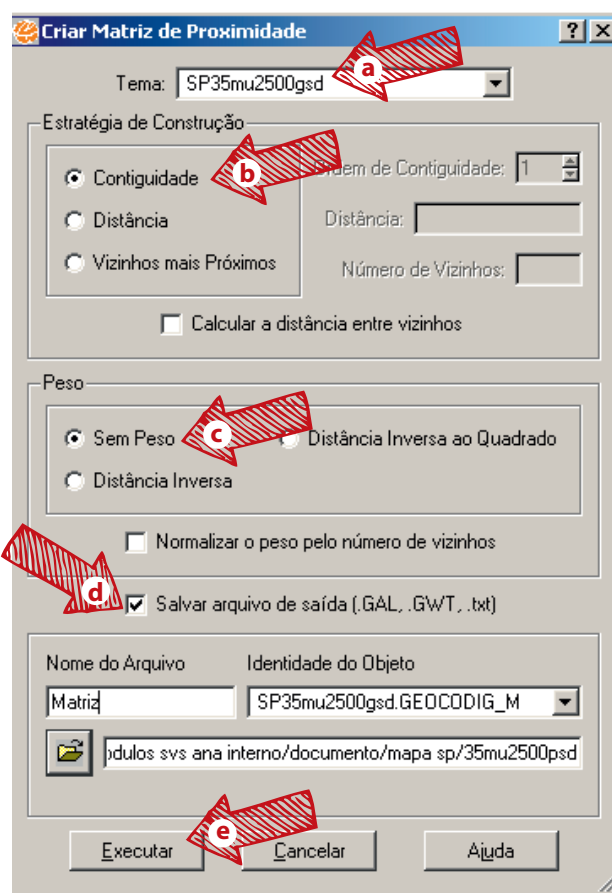 Criar Matriz de Proximidade
Tema: SP35mu2500gsd
a
Estratégia de Construção
Contiguidade
b
Ordem de Contiguidade: 1
Distância
Distância:
Vizinhos mais Próximos
Número de Vizinhos:
Calcular a distância entre vizinhos
Peso
Sem Peso
c
Distância Inversa ao Quadrado
Distância Inversa
Normalizar o peso pelo número de vizinhos
d
Salvar arquivo de saída (.GAL, .GWT, .txt)
Nome do Arquivo Identidade do Objeto
Matriz SP35mu2500gsd.GEOCODIG_M
odulos svs ana interno/documento/mapa sp/35mu2500psd
e
Executar Cancelar Ajuda